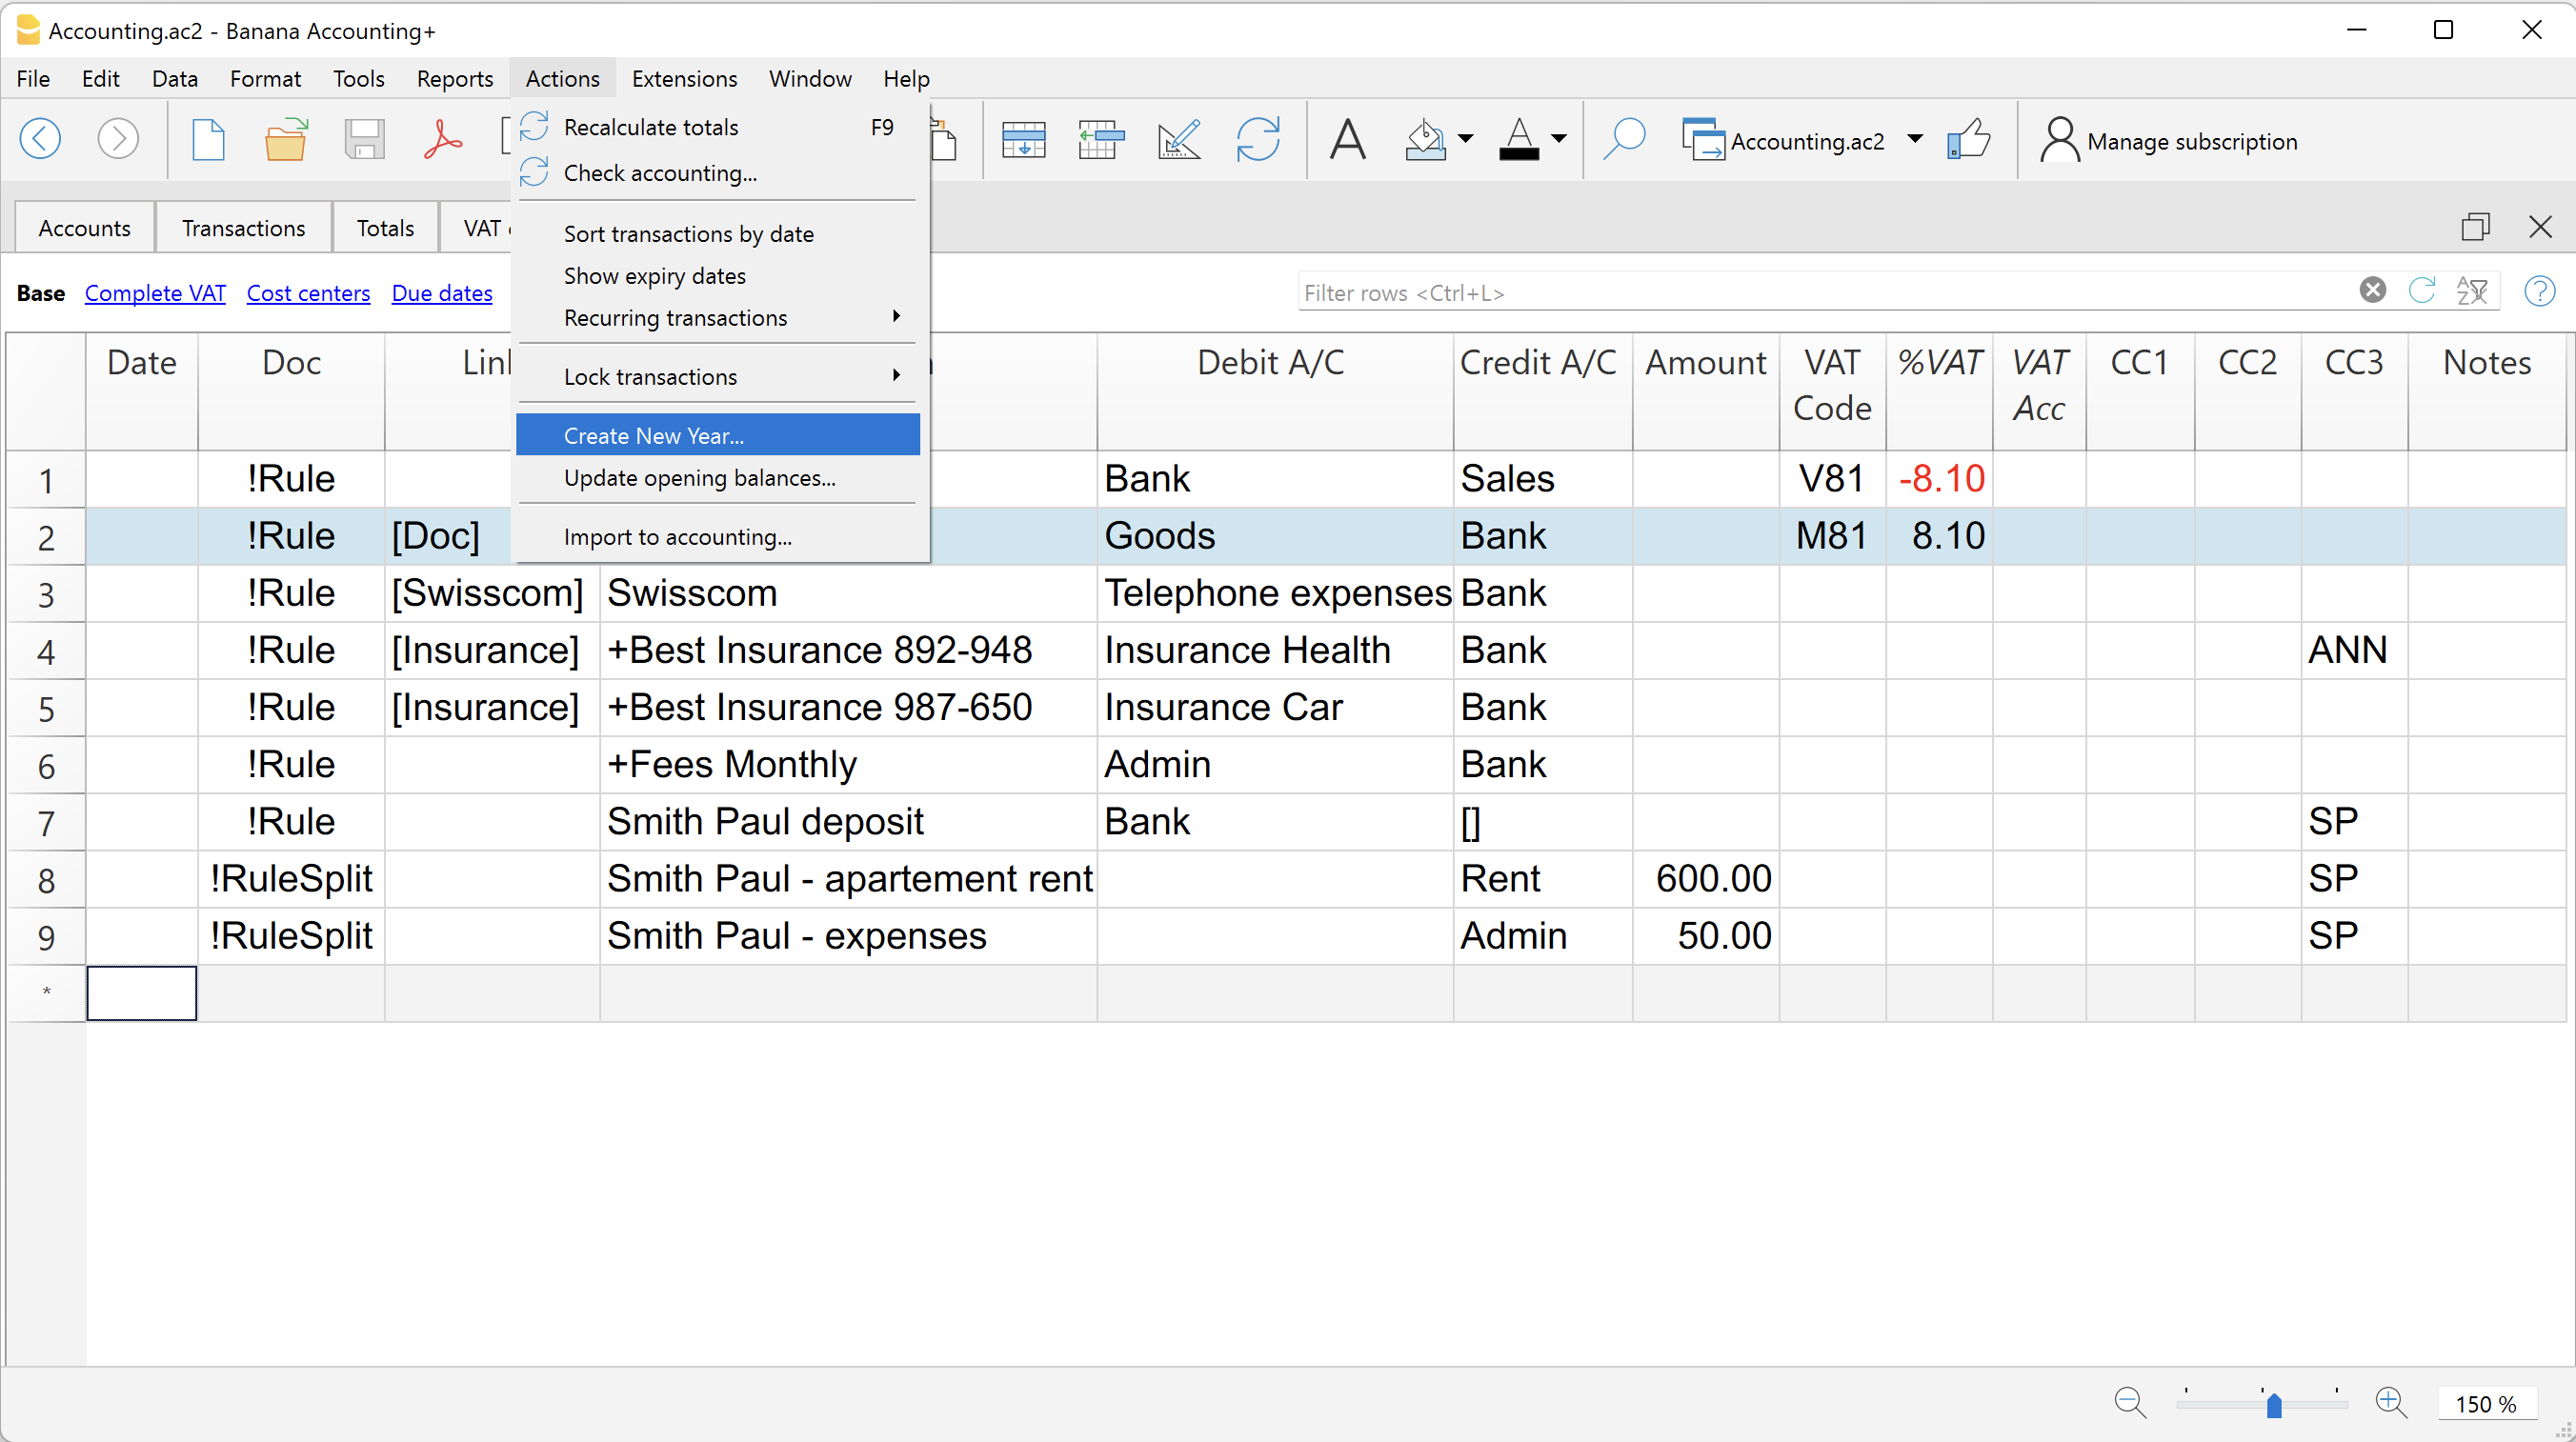 Accounting.ac2 - Banana Accounting+
File Edit Data Format Tools Reports Actions Extensions Window Help
Recalculate totals F9
Check accounting...
Sort transactions by date
Show expiry dates
Recurring transactions
Lock transactions
Create New Year...
Update opening balances...
Import to accounting...
Accounting.ac2 Manage subscription
Accounts Transactions Totals VAT
Base Complete VAT Cost centers Due dates Filter rows <Ctrl+L>
Date Doc Debit A/C Credit A/C Amount VAT Code %VAT VAT Acc CC1 CC2 CC3 Notes
1 !Rule Bank Sales V81 -8.10
2 !Rule [Doc] Goods Bank M81 8.10
3 !Rule [Swisscom] Swisscom Telephone expenses Bank
4 !Rule [Insurance] +Best Insurance 892-948 Insurance Health Bank ANN
5 !Rule [Insurance] +Best Insurance 987-650 Insurance Car Bank
6 !Rule +Fees Monthly Admin Bank
7 !Rule Smith Paul deposit Bank [] SP
8 !RuleSplit Smith Paul - apartement rent Rent 600.00 SP
9 !RuleSplit Smith Paul - expenses Admin 50.00 SP
*
150 %